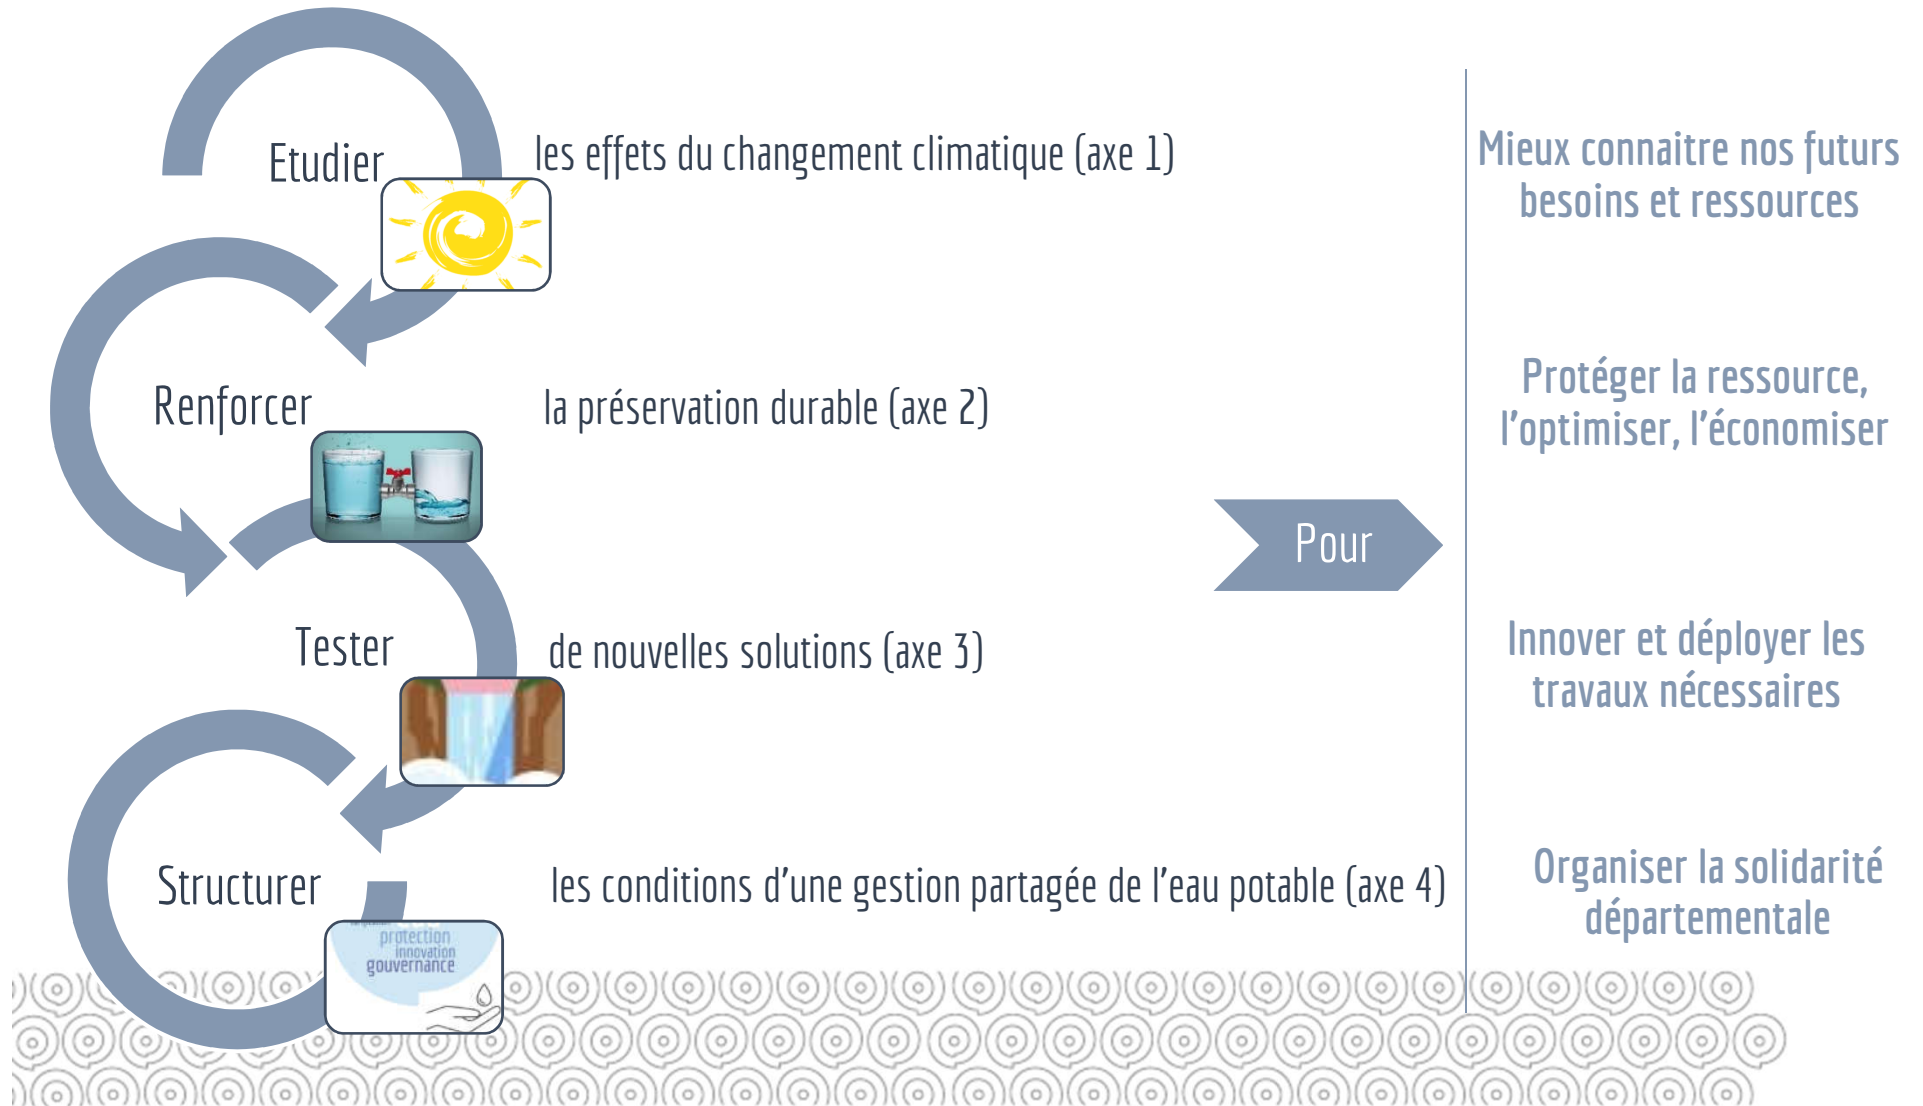 Etudier
les effets du changement climatique (axe 1)
Mieux connaitre nos futurs
besoins et ressources
Renforcer
la préservation durable (axe 2)
Protéger la ressource,
l'optimiser, l'économiser
Pour
Tester
de nouvelles solutions (axe 3)
Innover et déployer les
travaux nécessaires
Structurer
les conditions d'une gestion partagée de l'eau potable (axe 4)
Organiser la solidarité
départementale
protection
innovation
gouvernance